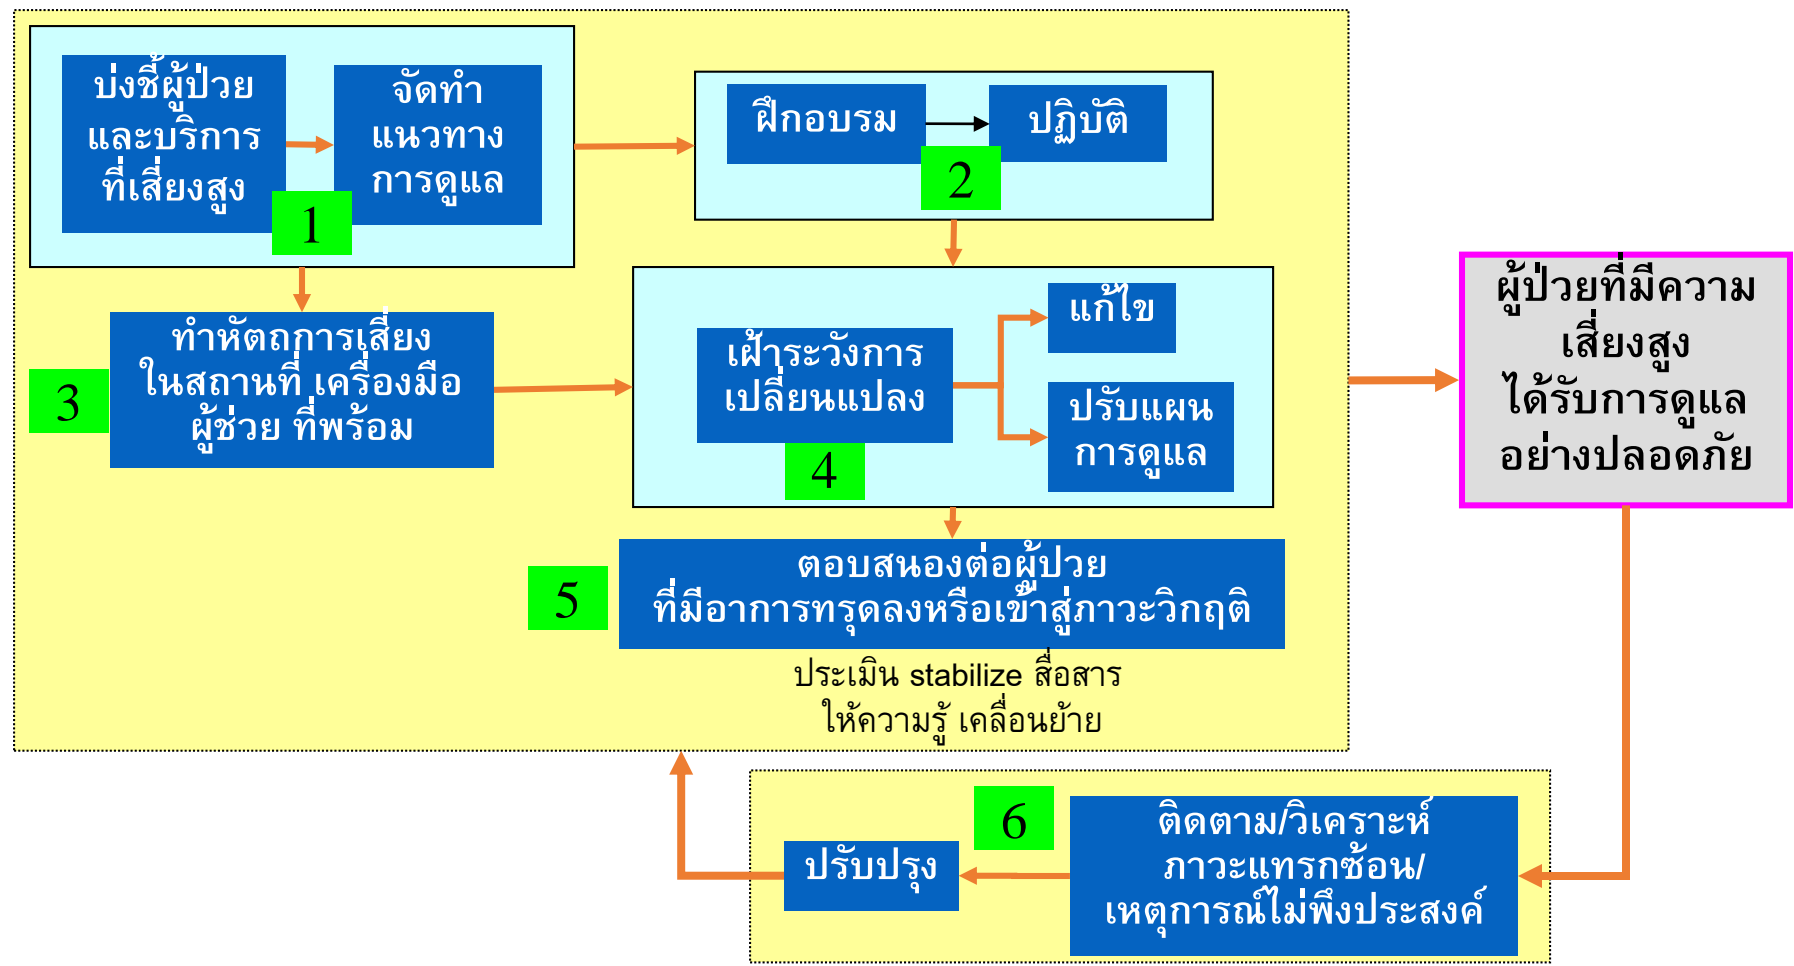 บ่งชี้ผู้ป่วย
และบริการ
ที่เสี่ยงสูง
จัดทำ
แนวทาง
การดูแล
1
ฝึกอบรม
ปฏิบัติ
2
ทำหัตถการเสี่ยง
ในสถานที่ เครื่องมือ
ผู้ช่วย ที่พร้อม
3
เฝ้าระวังการ
เปลี่ยนแปลง
แก้ไข
ปรับแผน
การดูแล
4
ตอบสนองต่อผู้ป่วย
ที่มีอาการทรุดลงหรือเข้าสู่ภาวะวิกฤติ
5
ประเมิน stabilize สื่อสาร
ให้ความรู้ เคลื่อนย้าย
ผู้ป่วยที่มีความ
เสี่ยงสูง
ได้รับการดูแล
อย่างปลอดภัย
6
ติดตาม/วิเคราะห์
ภาวะแทรกซ้อน/
เหตุการณ์ไม่พึงประสงค์
ปรับปรุง